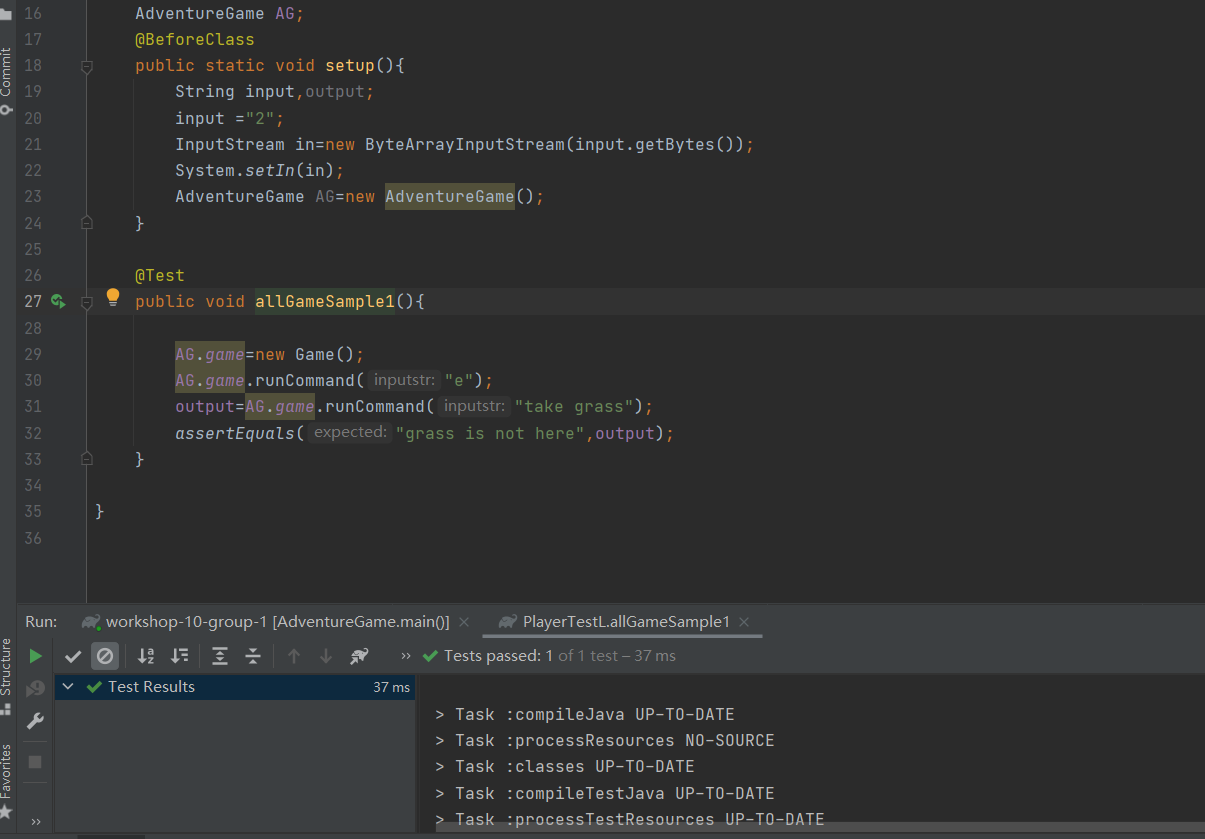 16 AdventureGame AG;
17 @BeforeClass
18 public static void setup(){
19 String input,output;
20 input ="2";
21 InputStream in=new ByteArrayInputStream(input.getBytes());
22 System.setIn(in);
23 AdventureGame AG=new AdventureGame();
24 }
25
26 @Test
27 public void allGameSample1(){
28
29 AG.game=new Game();
30 AG.game.runCommand( inputstr: "e");
31 output=AG.game.runCommand( inputstr: "take grass");
32 assertEquals( expected: "grass is not here",output);
33 }
34
35 }
36
Commit
Structure
Favorites
Run: workshop-10-group-1 [AdventureGame.main()] × PlayerTestL.allGameSample1 ×
» Tests passed: 1 of 1 test – 37 ms
Test Results 37 ms
> Task :compileJava UP-TO-DATE
> Task :processResources NO-SOURCE
> Task :classes UP-TO-DATE
> Task :compileTestJava UP-TO-DATE
> Task :processTestResources UP-TO-DATE
»